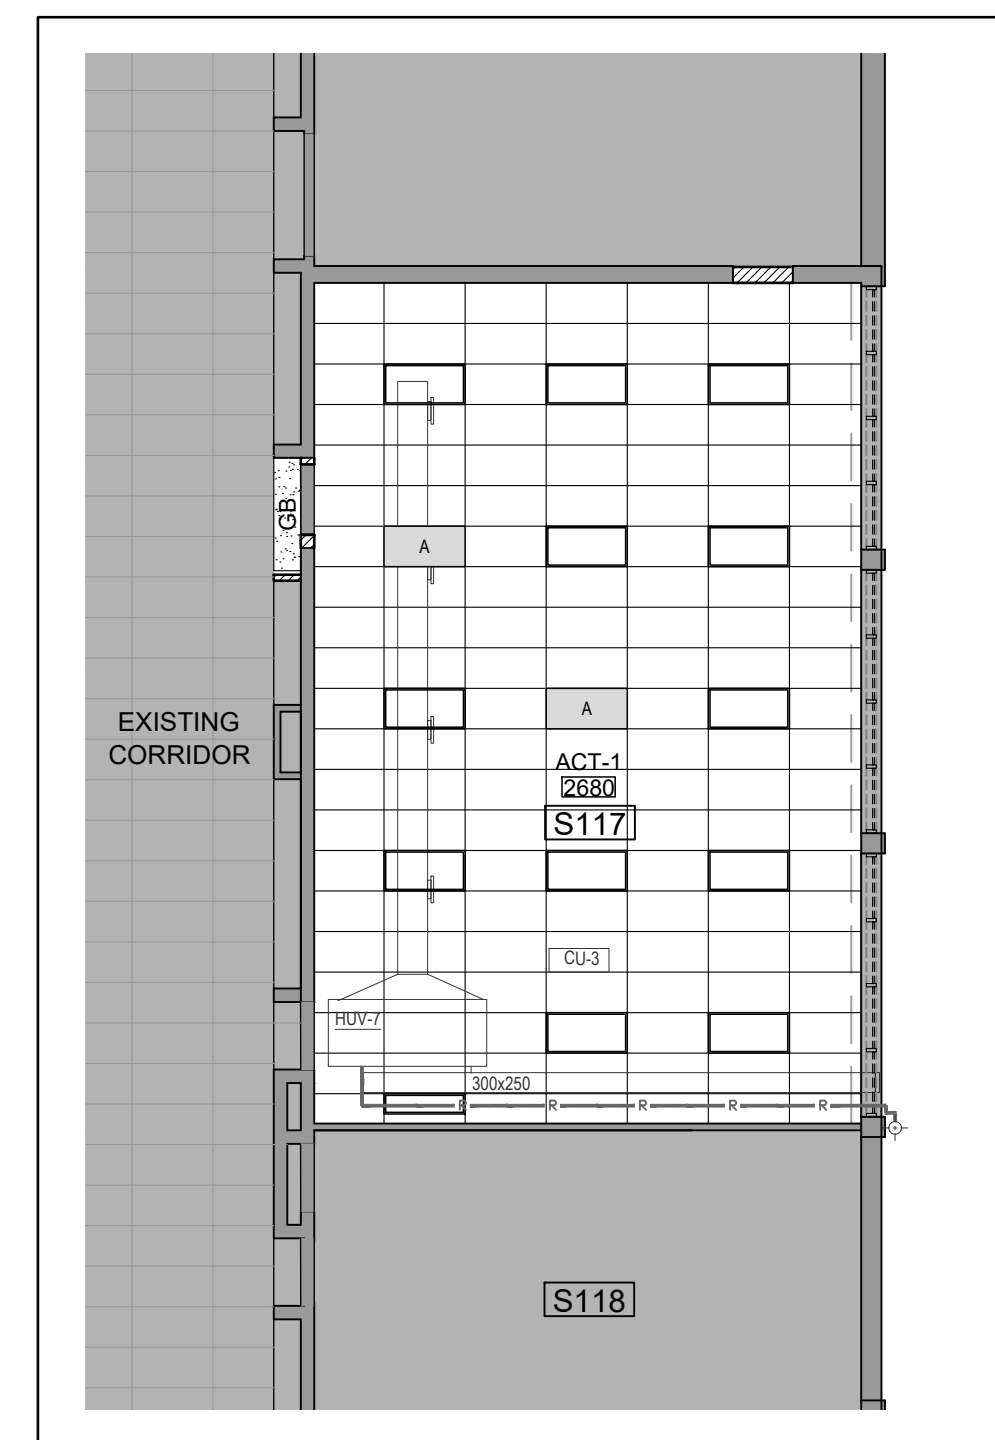 GB
A
A
EXISTING
CORRIDOR
ACT-1
2680
S117
CU-3
HUV-7
300x250
R R R R R
S118